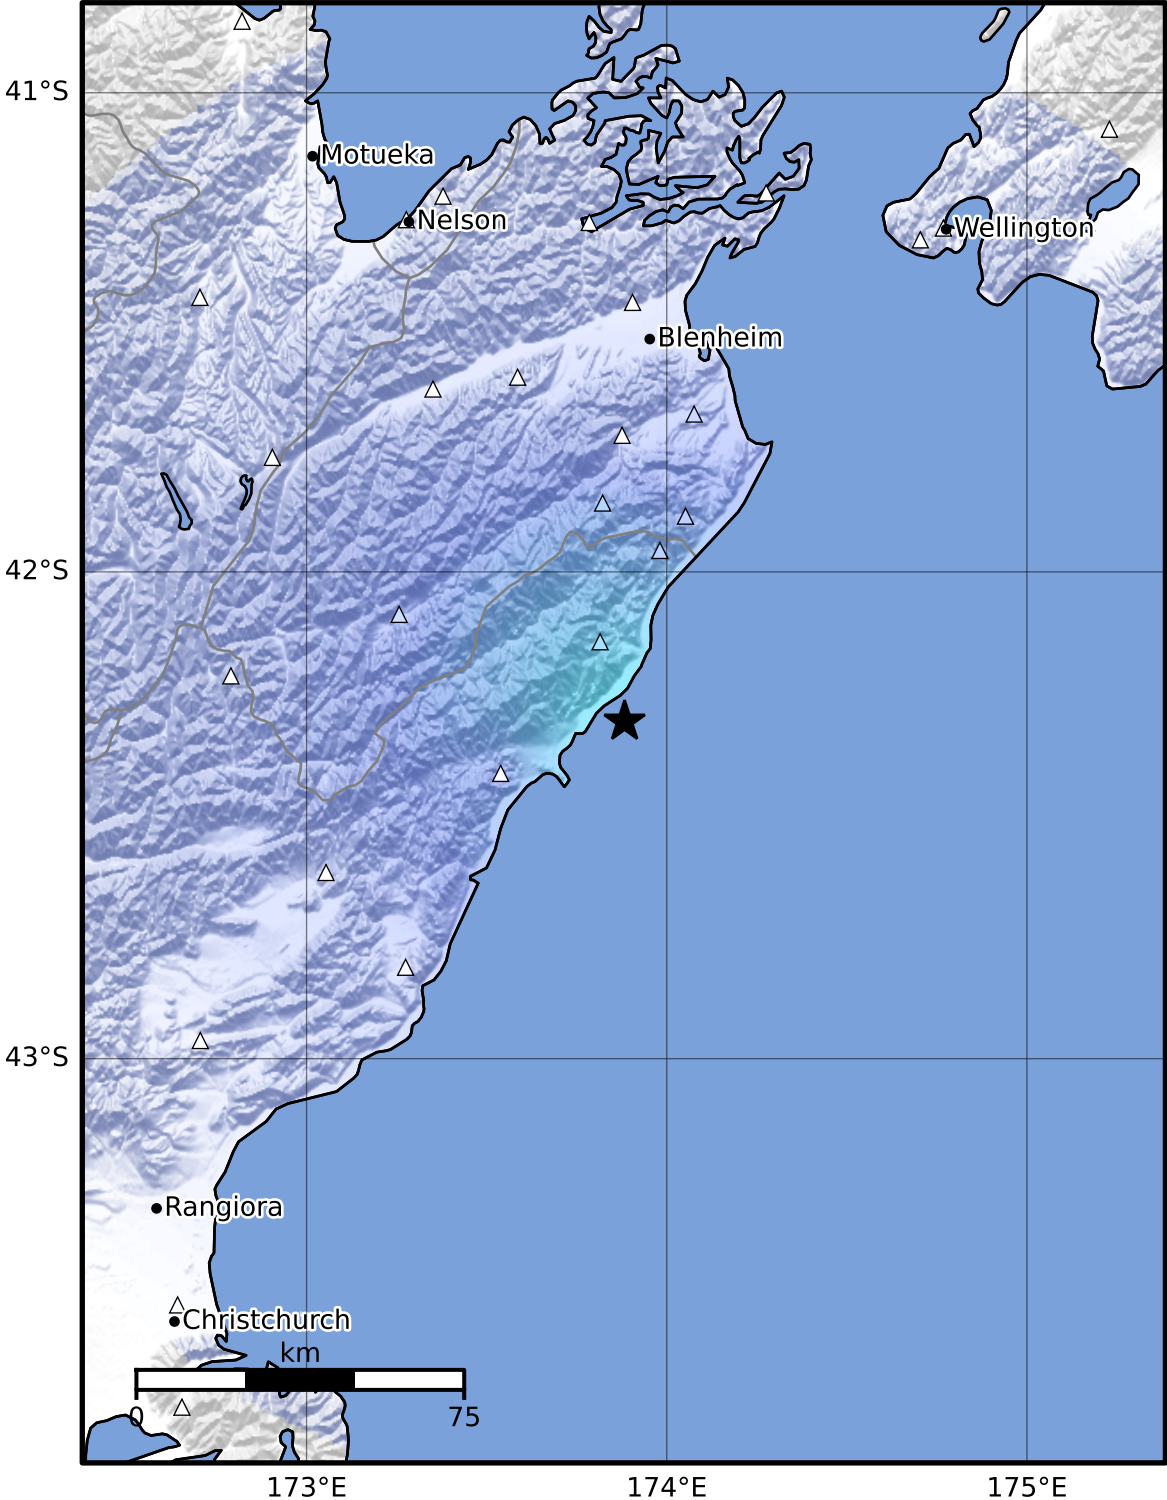 41°S
Motueka
Nelson
Wellington
Blenheim
42°S
43°S
Rangiora
Christchurch
km
0
75
173°E
174°E
175°E